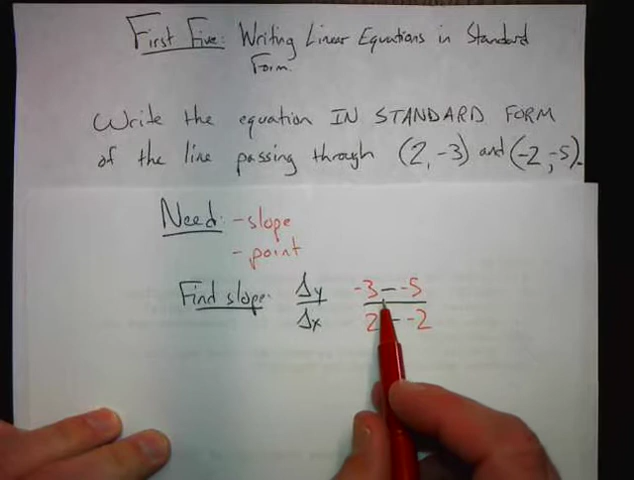 First Five: Writing Linear Equations in Standard
Form.
Write the equation IN STANDARD FORM
of the line passing through (2, -3) and (-2, -5).
Need: -slope
- point
Find slope: Δy/Δx -3 - -5/2 - -2